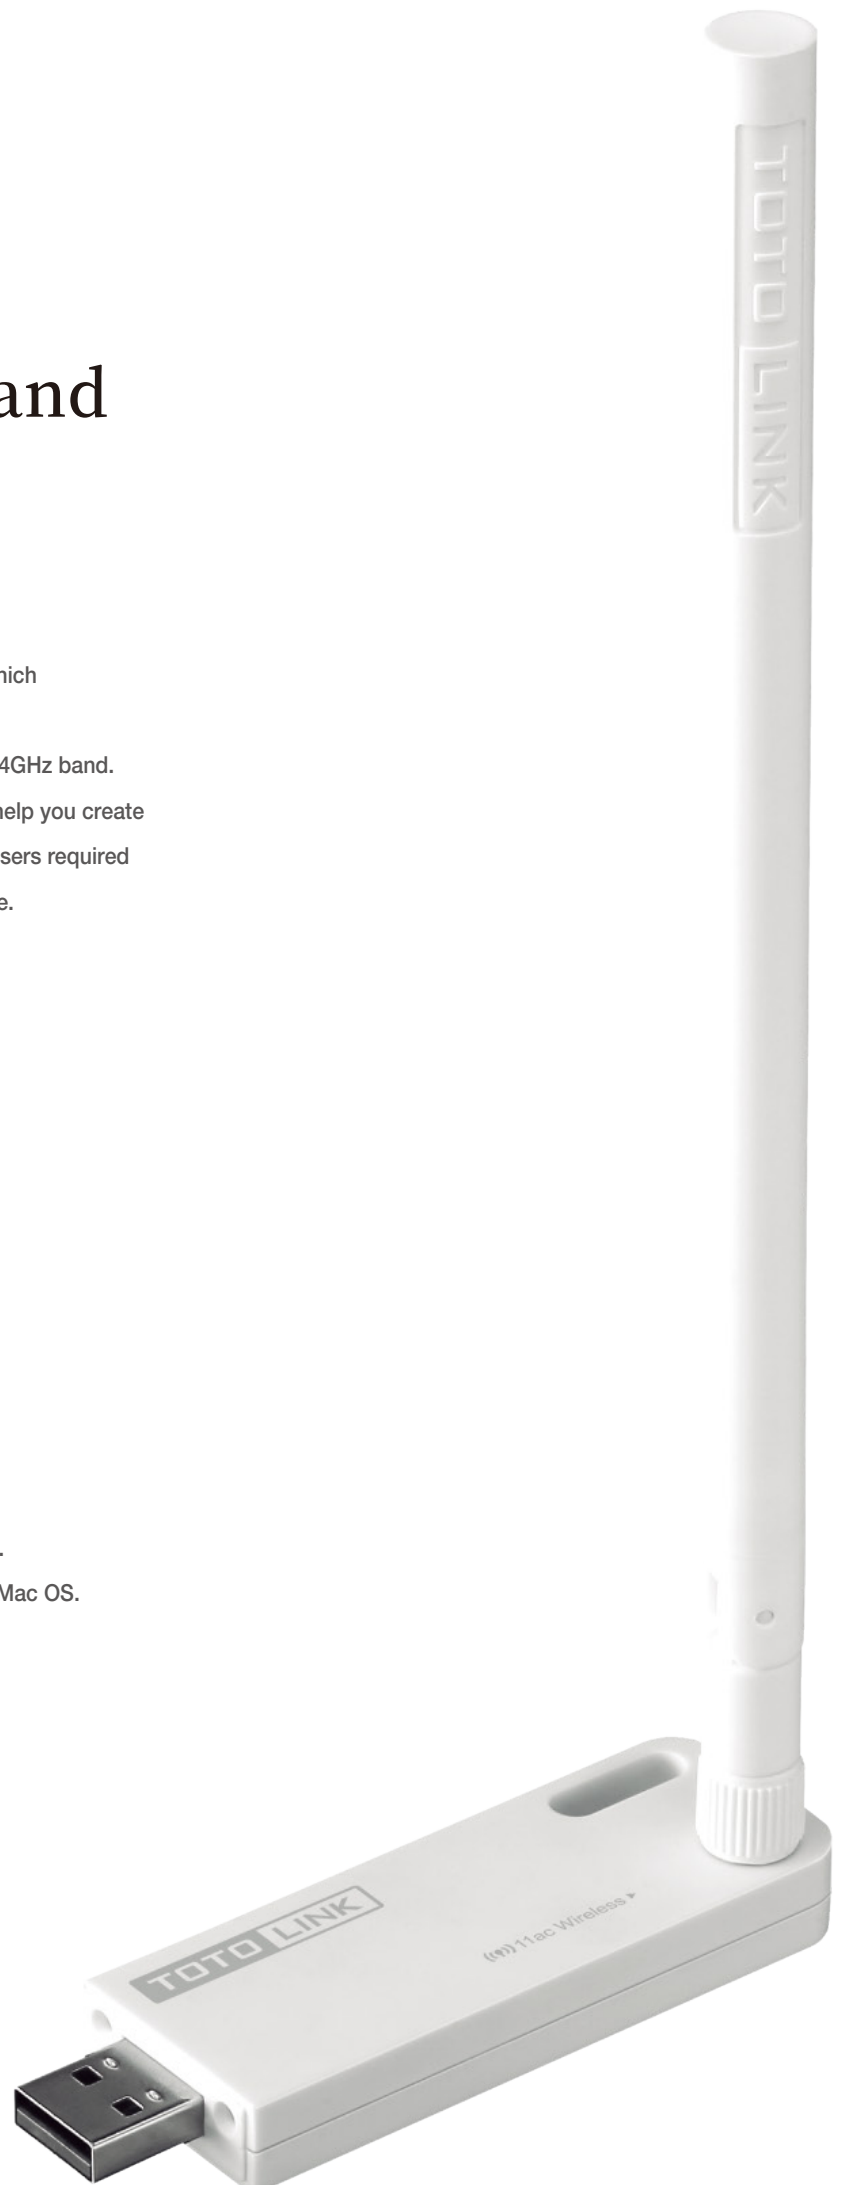 TOTO LINK
and
hich
4GHz band.
help you create
sers required
e.
.
Mac OS.
((•)) 11ac Wireless ▸
TOTO LINK